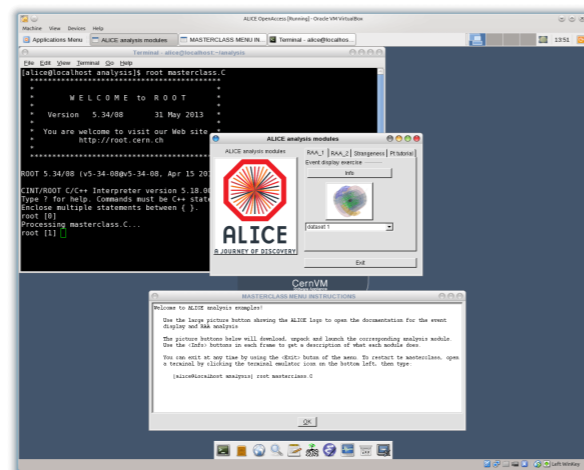 ALICE OpenAccess [Running] - Oracle VM VirtualBox
Machine View Devices Help
Applications Menu ALICE analysis modules MASTERCLASS MENU IN... Terminal - alice@localhos... 13:51
Terminal - alice@localhost:~/analysis
File Edit View Terminal Go Help
[alice@localhost analysis]$ root masterclass.C
*******************************************
* *
* W E L C O M E to R O O T *
* *
* Version 5.34/08 31 May 2013 *
* *
* You are welcome to visit our Web site *
* http://root.cern.ch
* *
*******************************************
ROOT 5.34/08 (v5-34-08@v5-34-08, Apr 15 201
CINT/ROOT C/C++ Interpreter version 5.18.00
Type ? for help. Commands must be C++ state
Enclose multiple statements between { }.
root [0]
Processing masterclass.C...
root [1]
ALICE analysis modules
ALICE analysis modules
ALICE
A JOURNEY OF DISCOVERY
RAA_1 RAA_2 Strangeness Pt tutorial
Event display exercise
Info
dataset 1
Exit
CernVM
Software Appliance
MASTERCLASS MENU INSTRUCTIONS
Welcome to ALICE analysis examples!
Use the large picture button showing the ALICE Logo to open the documentation for the event
display and RAA analysis
The picture buttons below will download, unpack and launch the corresponding analysis module.
Use the <Info> buttons in each frame to get a description of what each module does.
You can exit at any time by using the <Exit> button of the menu. To restart te masterclass, open
a terminal by clicking the terminal emulator icon on the bottom left, then type:
[alice@localhost analysis[ root masterclass.C
OK
Left WinKey